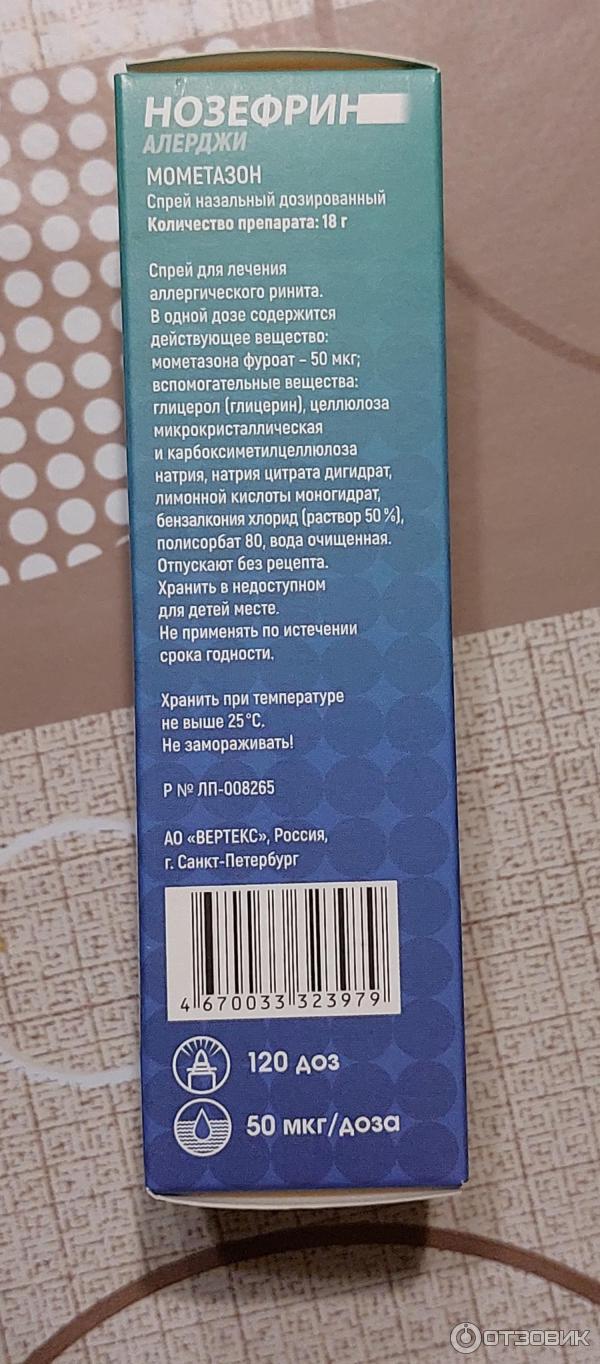 НОЗЕФРИН
АЛЕРДЖИ
МОМЕТАЗОН
Спрей назальный дозированный
Количество препарата: 18 г
Спрей для лечения
аллергического ринита.
В одной дозе содержится
действующее вещество:
мометазона фуроат – 50 мкг;
вспомогательные вещества:
глицерол (глицерин), целлюлоза
микрокристаллическая
и карбоксиметилцеллюлоза
натрия, натрия цитрата дигидрат,
лимонной кислоты моногидрат,
бензалкония хлорид (раствор 50 %),
полисорбат 80, вода очищенная.
Отпускают без рецепта.
Хранить в недоступном
для детей месте.
Не применять по истечении
срока годности.
Хранить при температуре
не выше 25°С.
Не замораживать!
Р № ЛП-008265
АО «ВЕРТЕКС», Россия,
г. Санкт-Петербург
4 670033 323979
120 доз
50 мкг/доза
ОТЗОВИК